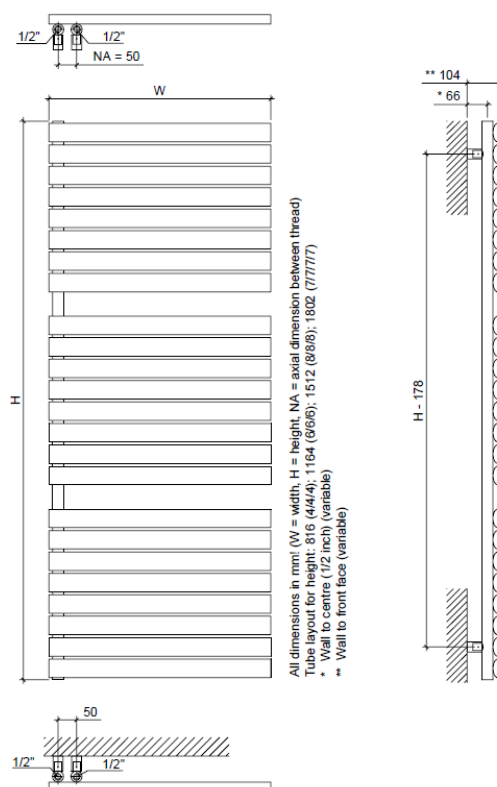 1/2"
1/2"
NA = 50
W
** 104
* 66
H
H - 178
All dimensions in mm! (W = width, H = height, NA = axial dimension between thread)
Tube layout for height: 816 (4/4/4); 1164 (6/6/6); 1512 (8/8/8); 1802 (7/7/7/7)
* Wall to centre (1/2 inch) (variable)
** Wall to front face (variable)
50
1/2"
1/2"